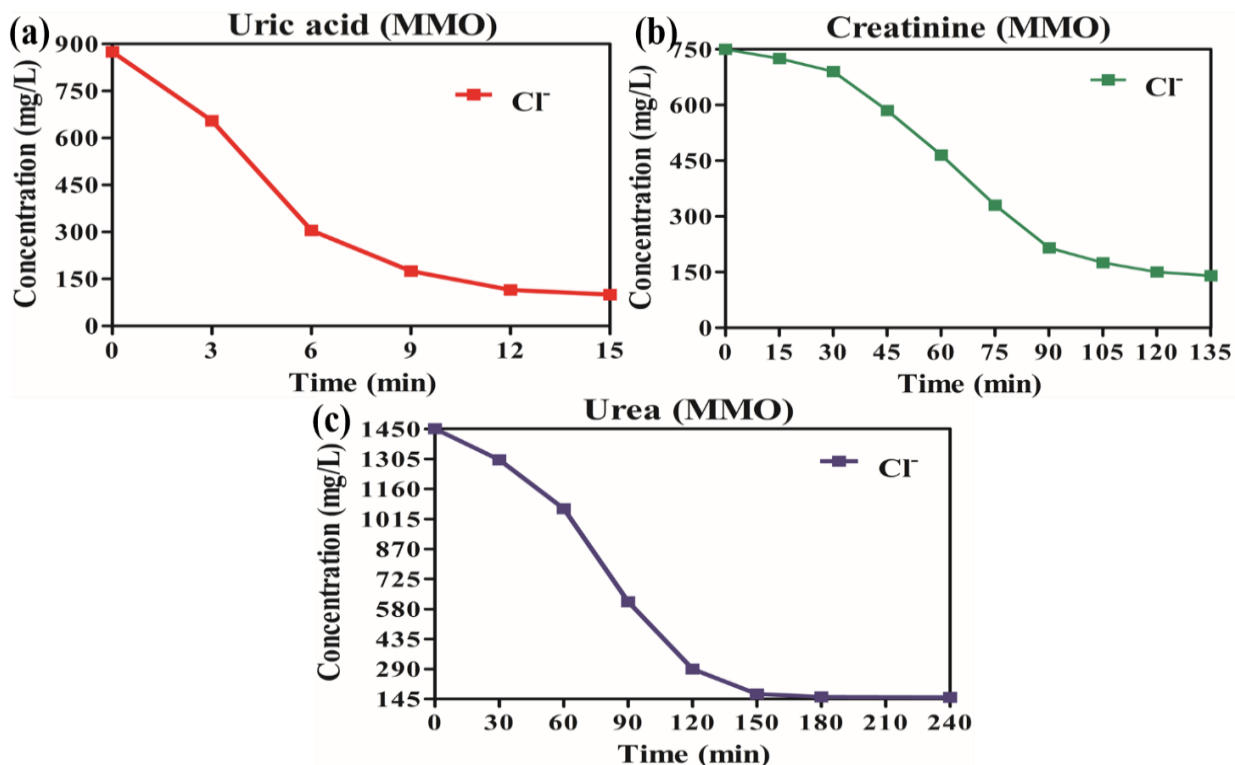 (a)
Uric acid (MMO)
Concentration (mg/L)
900
750
600
450
300
150
0
Cl⁻
0 3 6 9 12 15
Time (min)
(b)
Creatinine (MMO)
Concentration (mg/L)
750
600
450
300
150
0
Cl⁻
0 15 30 45 60 75 90 105 120 135
Time (min)
(c)
Urea (MMO)
Concentration (mg/L)
1450
1305
1160
1015
870
725
580
435
290
145
Cl⁻
0 30 60 90 120 150 180 210 240
Time (min)